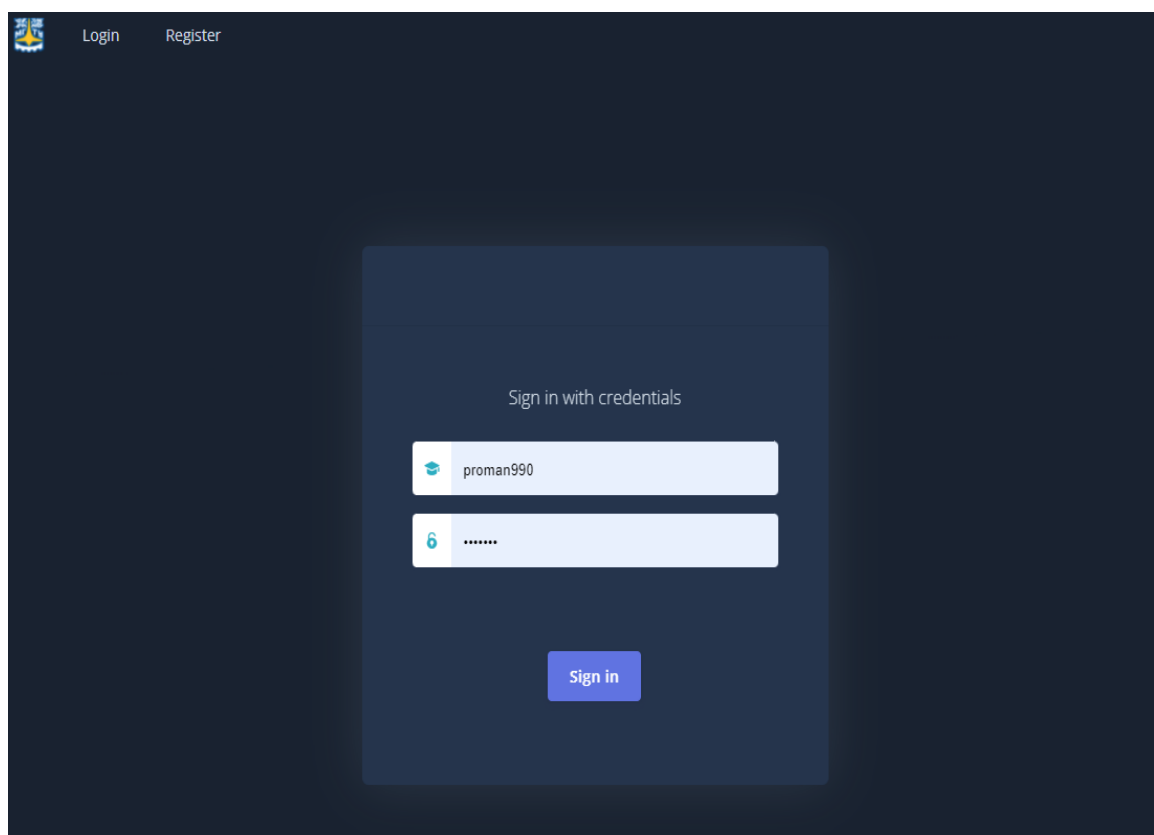 Login Register
Sign in with credentials
proman990
•••••••
Sign in